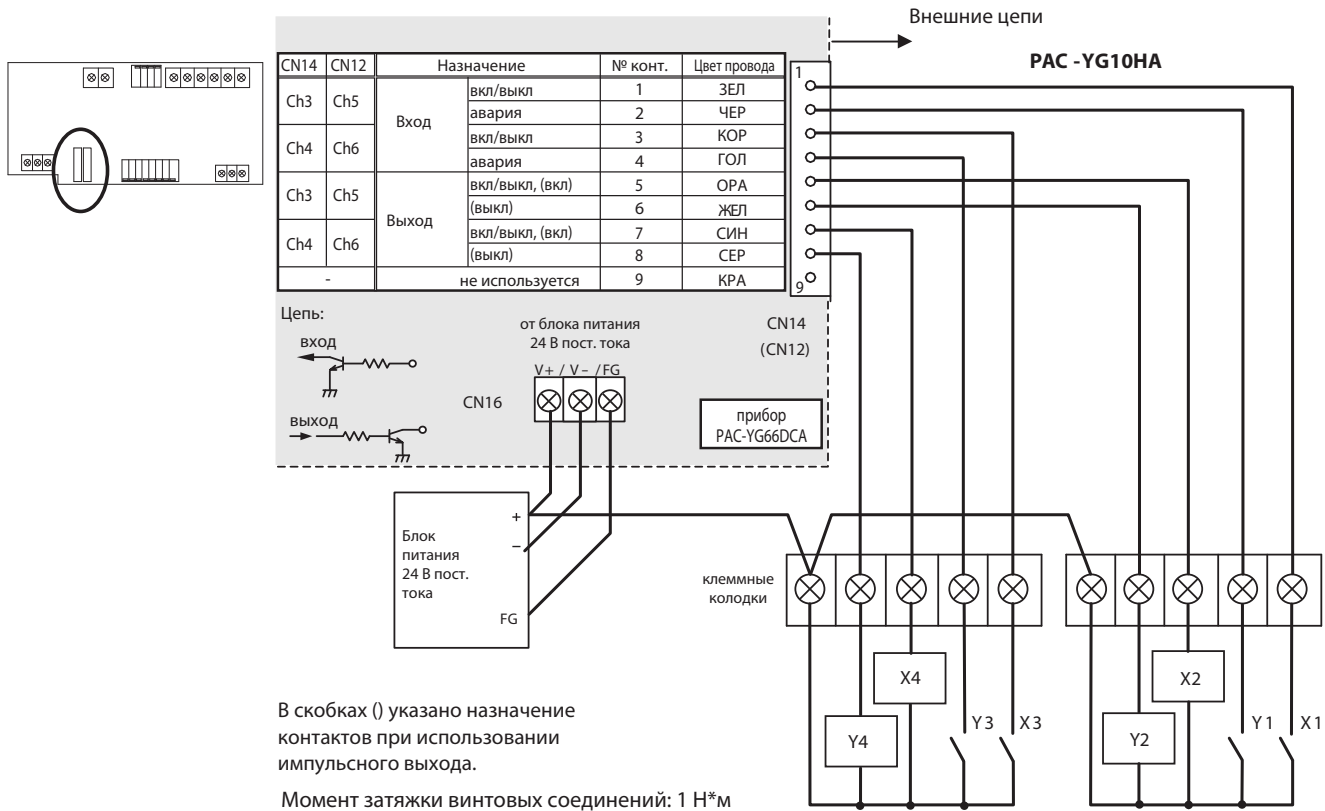 Внешние цепи
PAC -YG10HA
CN14 CN12 Назначение № конт. Цвет провода
Ch3 Ch5 Вход вкл/выкл 1 ЗЕЛ
авария 2 ЧЕР
Ch4 Ch6 вкл/выкл 3 КОР
авария 4 ГОЛ
Ch3 Ch5 Выход вкл/выкл, (вкл) 5 ОРА
(выкл) 6 ЖЕЛ
Ch4 Ch6 вкл/выкл, (вкл) 7 СИН
(выкл) 8 СЕР
- не используется 9 КРА
1
9
Цепь:
вход
выход
от блока питания
24 В пост. тока
V+ / V – / FG
CN16
CN14
(CN12)
прибор
PAC-YG66DCA
Блок
питания
24 В пост.
тока
+
–
FG
клеммные
колодки
X4
Y4
Y3 X3
X2
Y2
Y1 X1
В скобках () указано назначение
контактов при использовании
импульсного выхода.
Момент затяжки винтовых соединений: 1 Н*м